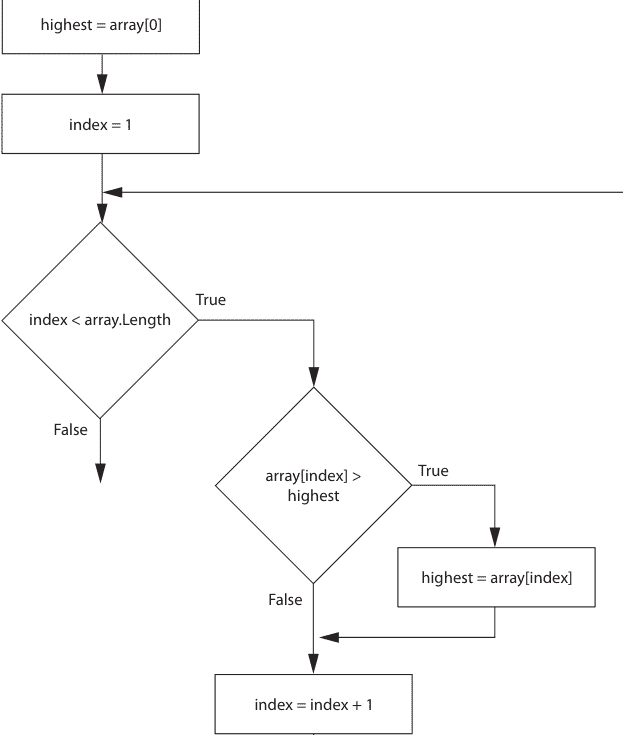 highest = array[0]
index = 1
True
index < array.Length
False
True
array[index] >
highest
highest = array[index]
False
index = index + 1